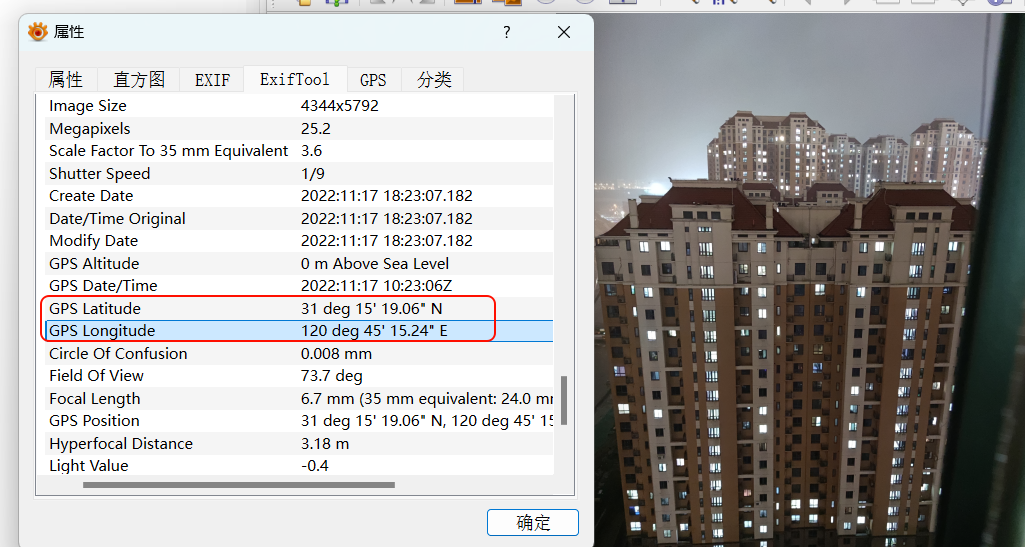 属性
?
属性 直方图 EXIF ExifTool GPS 分类
Image Size 4344x5792
Megapixels 25.2
Scale Factor To 35 mm Equivalent 3.6
Shutter Speed 1/9
Create Date 2022:11:17 18:23:07.182
Date/Time Original 2022:11:17 18:23:07.182
Modify Date 2022:11:17 18:23:07.182
GPS Altitude 0 m Above Sea Level
GPS Date/Time 2022:11:17 10:23:06Z
GPS Latitude 31 deg 15' 19.06" N
GPS Longitude 120 deg 45' 15.24" E
Circle Of Confusion 0.008 mm
Field Of View 73.7 deg
Focal Length 6.7 mm (35 mm equivalent: 24.0 mm
GPS Position 31 deg 15' 19.06" N, 120 deg 45' 15
Hyperfocal Distance 3.18 m
Light Value -0.4
确定